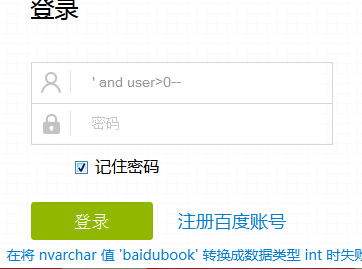 登录
' and user>0--
密码
记住密码
登录 注册百度账号
在将 nvarchar 值 'baidubook' 转换成数据类型 int 时失